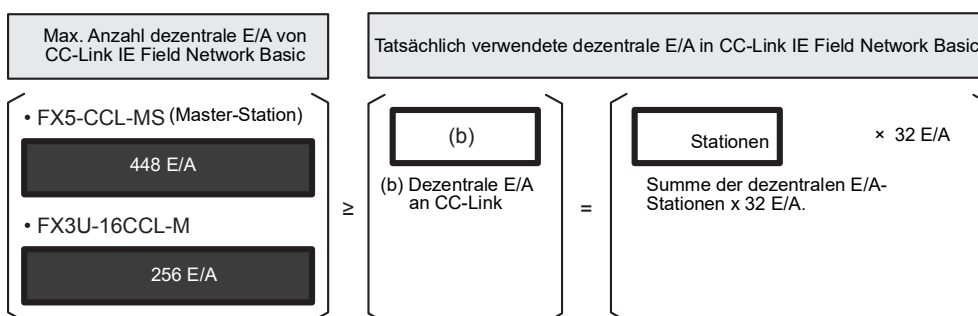 Max. Anzahl dezentrale E/A von
CC-Link IE Field Network Basic
Tatsächlich verwendete dezentrale E/A in CC-Link IE Field Network Basic
• FX5-CCL-MS (Master-Station)
448 E/A
• FX3U-16CCL-M
256 E/A
≥
(b)
(b) Dezentrale E/A
an CC-Link
=
Stationen × 32 E/A
Summe der dezentralen E/A-
Stationen x 32 E/A.